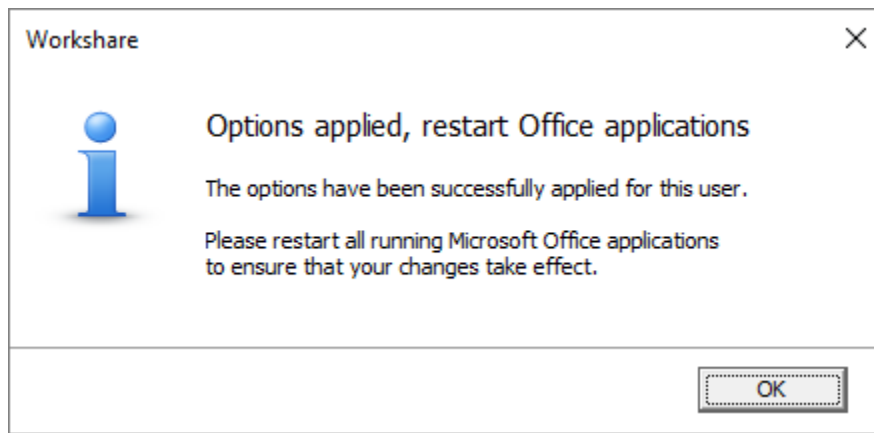 Workshare
Options applied, restart Office applications
The options have been successfully applied for this user.
Please restart all running Microsoft Office applications
to ensure that your changes take effect.
OK